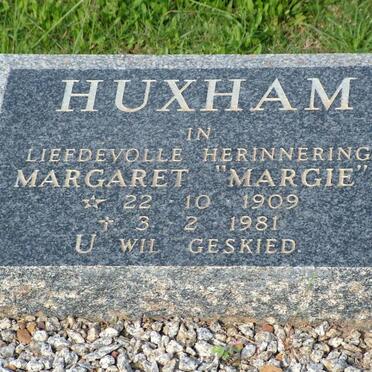 HUXHAM
IN
LIEFDEVOLLE HERINNERING
MARGARET "MARGIE"
☆ 22 10 1909
✝ 3 2 1981
U WIL GESKIED